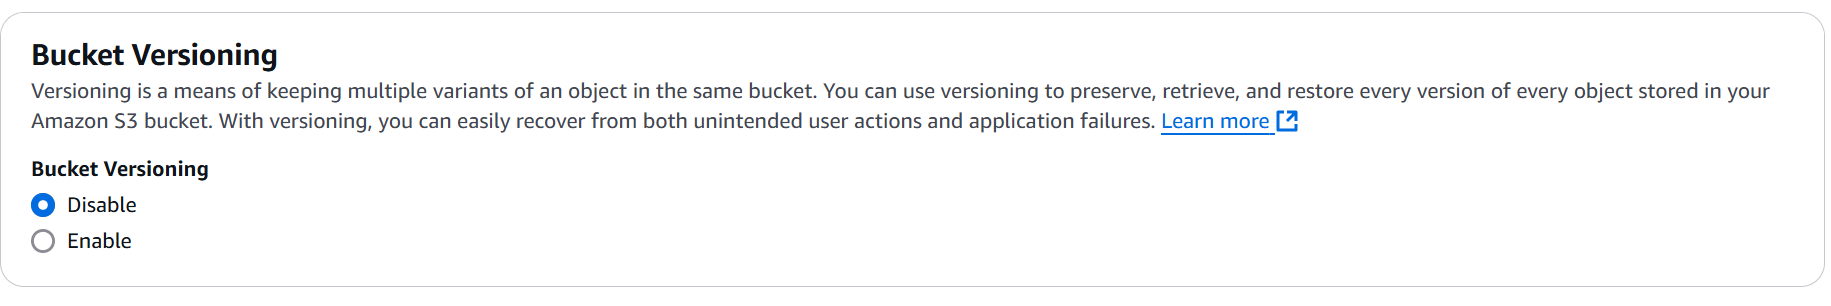 Bucket Versioning
Versioning is a means of keeping multiple variants of an object in the same bucket. You can use versioning to preserve, retrieve, and restore every version of every object stored in your
Amazon S3 bucket. With versioning, you can easily recover from both unintended user actions and application failures. Learn more
Bucket Versioning
Disable
Enable